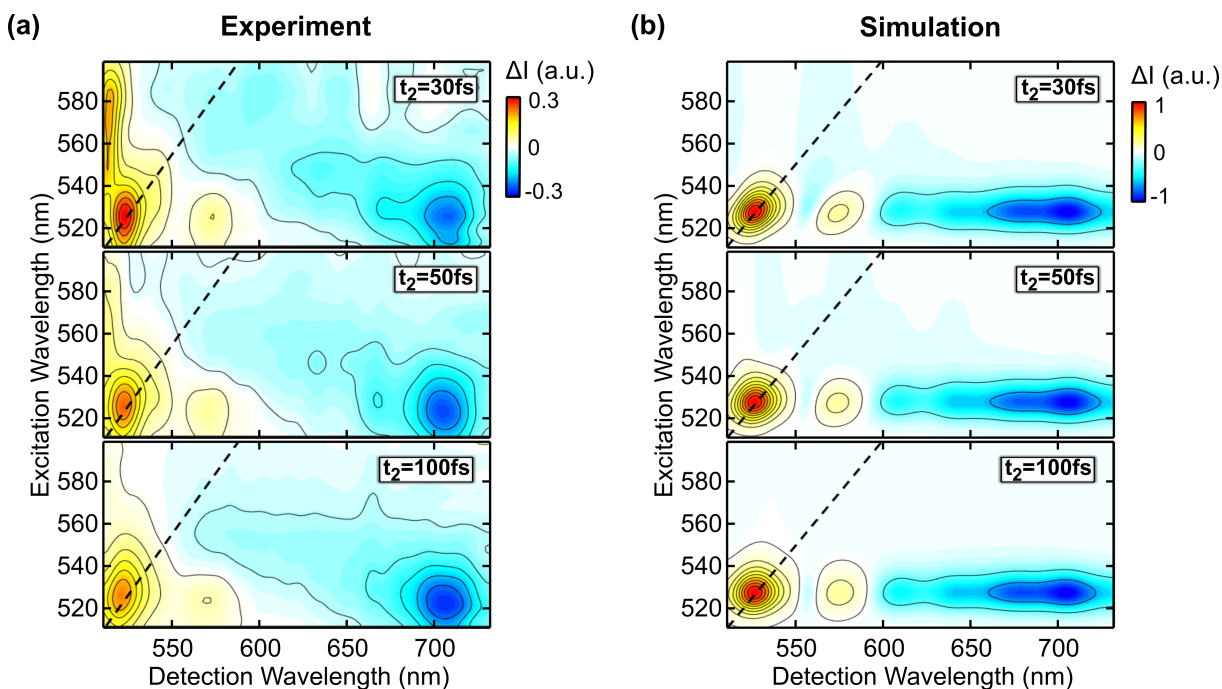 (a) Experiment
ΔI (a.u.)
0.3
0
-0.3
t2=30fs
580
560
540
520
t2=50fs
580
560
540
520
t2=100fs
580
560
540
520
Excitation Wavelength (nm)
550 600 650 700
Detection Wavelength (nm)
(b) Simulation
ΔI (a.u.)
1
0
-1
t2=30fs
580
560
540
520
t2=50fs
580
560
540
520
t2=100fs
580
560
540
520
Excitation Wavelength (nm)
550 600 650 700
Detection Wavelength (nm)